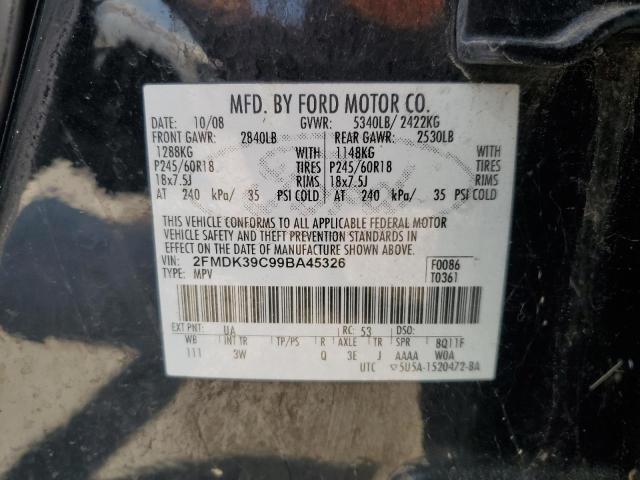 MFD. BY FORD MOTOR CO.
DATE: 10/08 GVWR: 5340LB/ 2422KG
FRONT GAWR: 2840LB REAR GAWR: 2530LB
1288KG WITH 1148KG WITH
P245/60R18 TIRES P245/60R18 TIRES
18x7.5J RIMS 18x7.5J RIMS
AT 240 kPa/ 35 PSI COLD AT 240 kPa/ 35 PSI COLD
THIS VEHICLE CONFORMS TO ALL APPLICABLE FEDERAL MOTOR
VEHICLE SAFETY AND THEFT PREVENTION STANDARDS IN
EFFECT ON THE DATE OF MANUFACTURE SHOWN ABOVE.
VIN: 2FMDK39C99BA45326 F0086
TYPE: MPV T0361
EXT PNT: UA RC: 53 DSO:
WB INT TR TP/PS R AXLE TR SPR 8Q11F
111 3W Q 3E J AAAA W0A
UTC ▽5U5A-1520472-BA